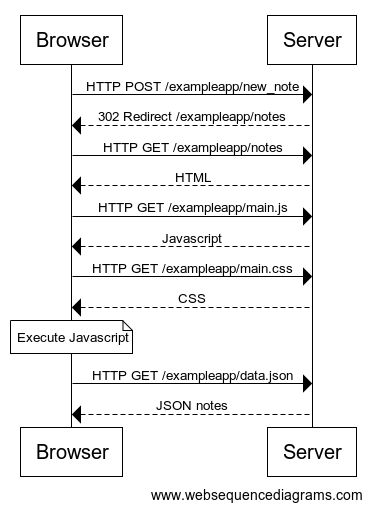 Browser Server
HTTP POST /exampleapp/new_note
302 Redirect /exampleapp/notes
HTTP GET /exampleapp/notes
HTML
HTTP GET /exampleapp/main.js
Javascript
HTTP GET /exampleapp/main.css
CSS
Execute Javascript
HTTP GET /exampleapp/data.json
JSON notes
Browser Server
www.websequencediagrams.com